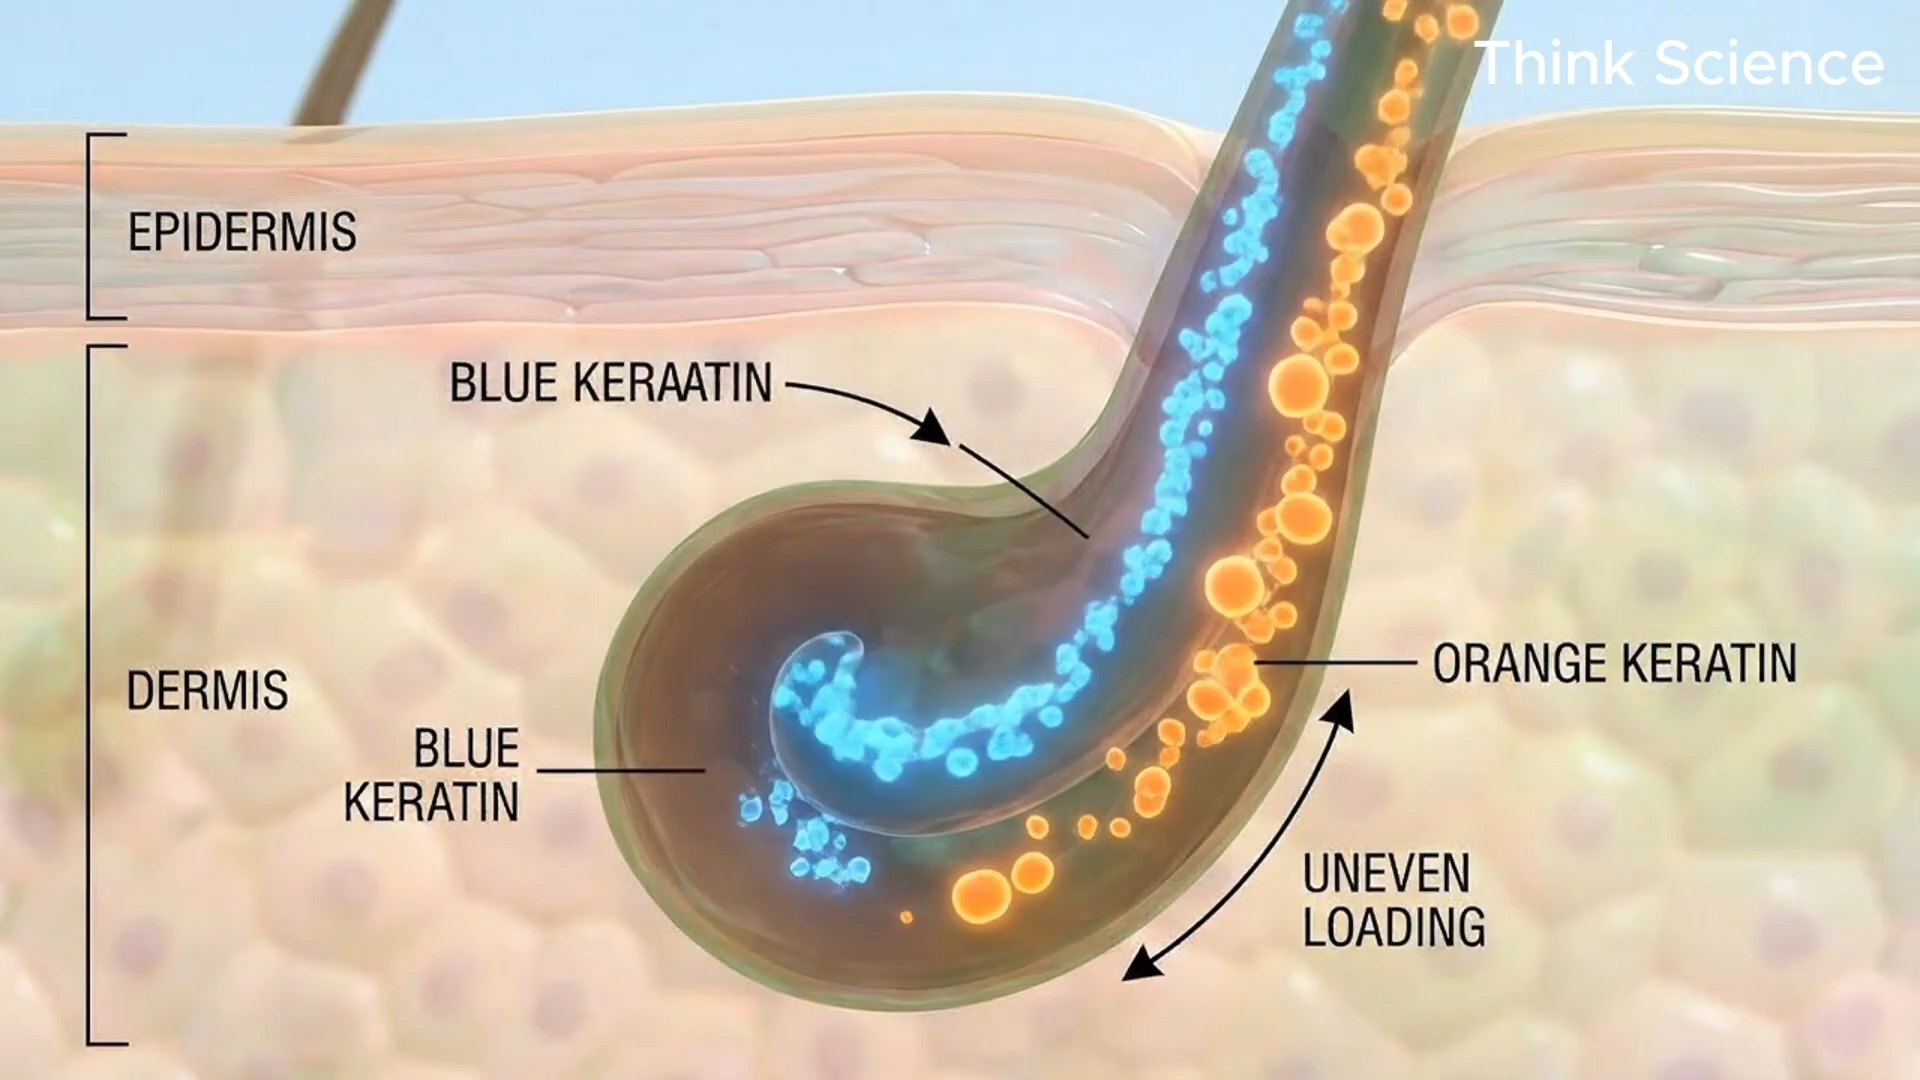 Think Science
EPIDERMIS
BLUE KERAATIN
ORANGE KERATIN
DERMIS
BLUE
KERATIN
UNEVEN
LOADING